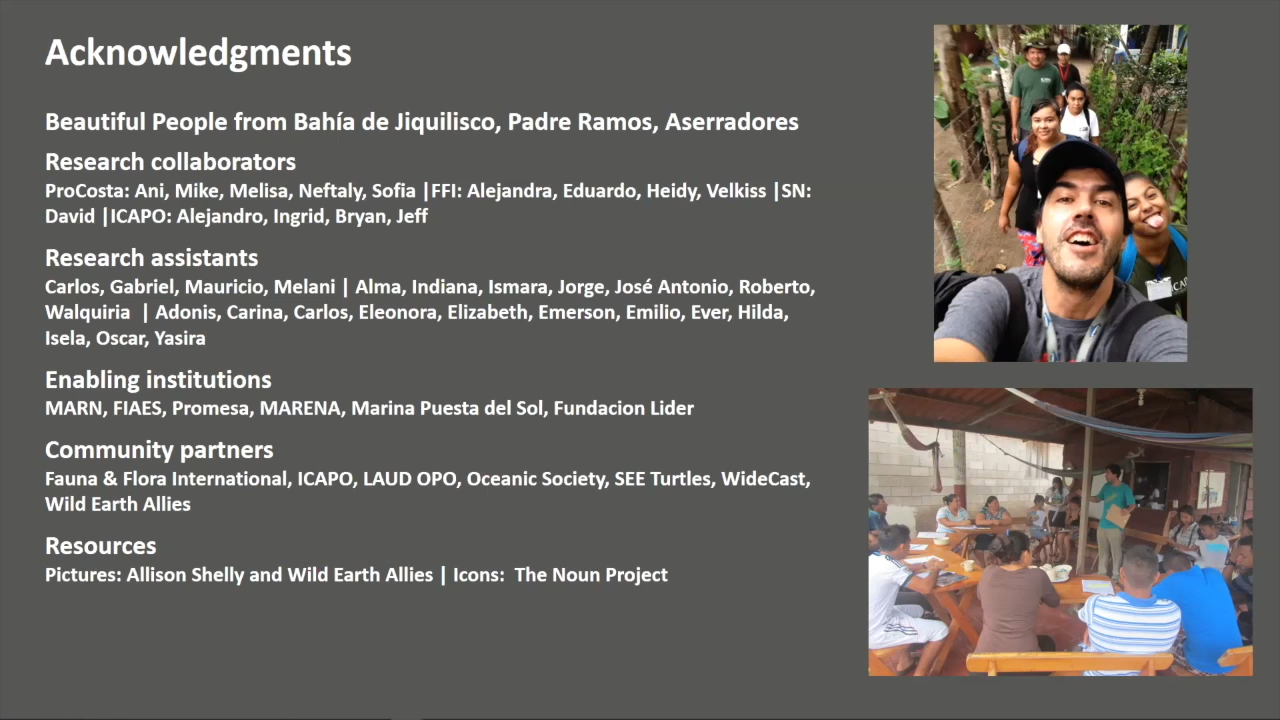 Acknowledgments
Beautiful People from Bahía de Jiquilisco, Padre Ramos, Aserradores
Research collaborators
ProCosta: Ani, Mike, Melisa, Neftaly, Sofia |FFI: Alejandra, Eduardo, Heidy, Velkiss |SN:
David |ICAPO: Alejandro, Ingrid, Bryan, Jeff
Research assistants
Carlos, Gabriel, Mauricio, Melani | Alma, Indiana, Ismara, Jorge, José Antonio, Roberto,
Walquiria  | Adonis, Carina, Carlos, Eleonora, Elizabeth, Emerson, Emilio, Ever, Hilda,
Isela, Oscar, Yasira
Enabling institutions
MARN, FIAES, Promesa, MARENA, Marina Puesta del Sol, Fundacion Lider
Community partners
Fauna & Flora International, ICAPO, LAUD OPO, Oceanic Society, SEE Turtles, WideCast,
Wild Earth Allies
Resources
Pictures: Allison Shelly and Wild Earth Allies | Icons:  The Noun Project